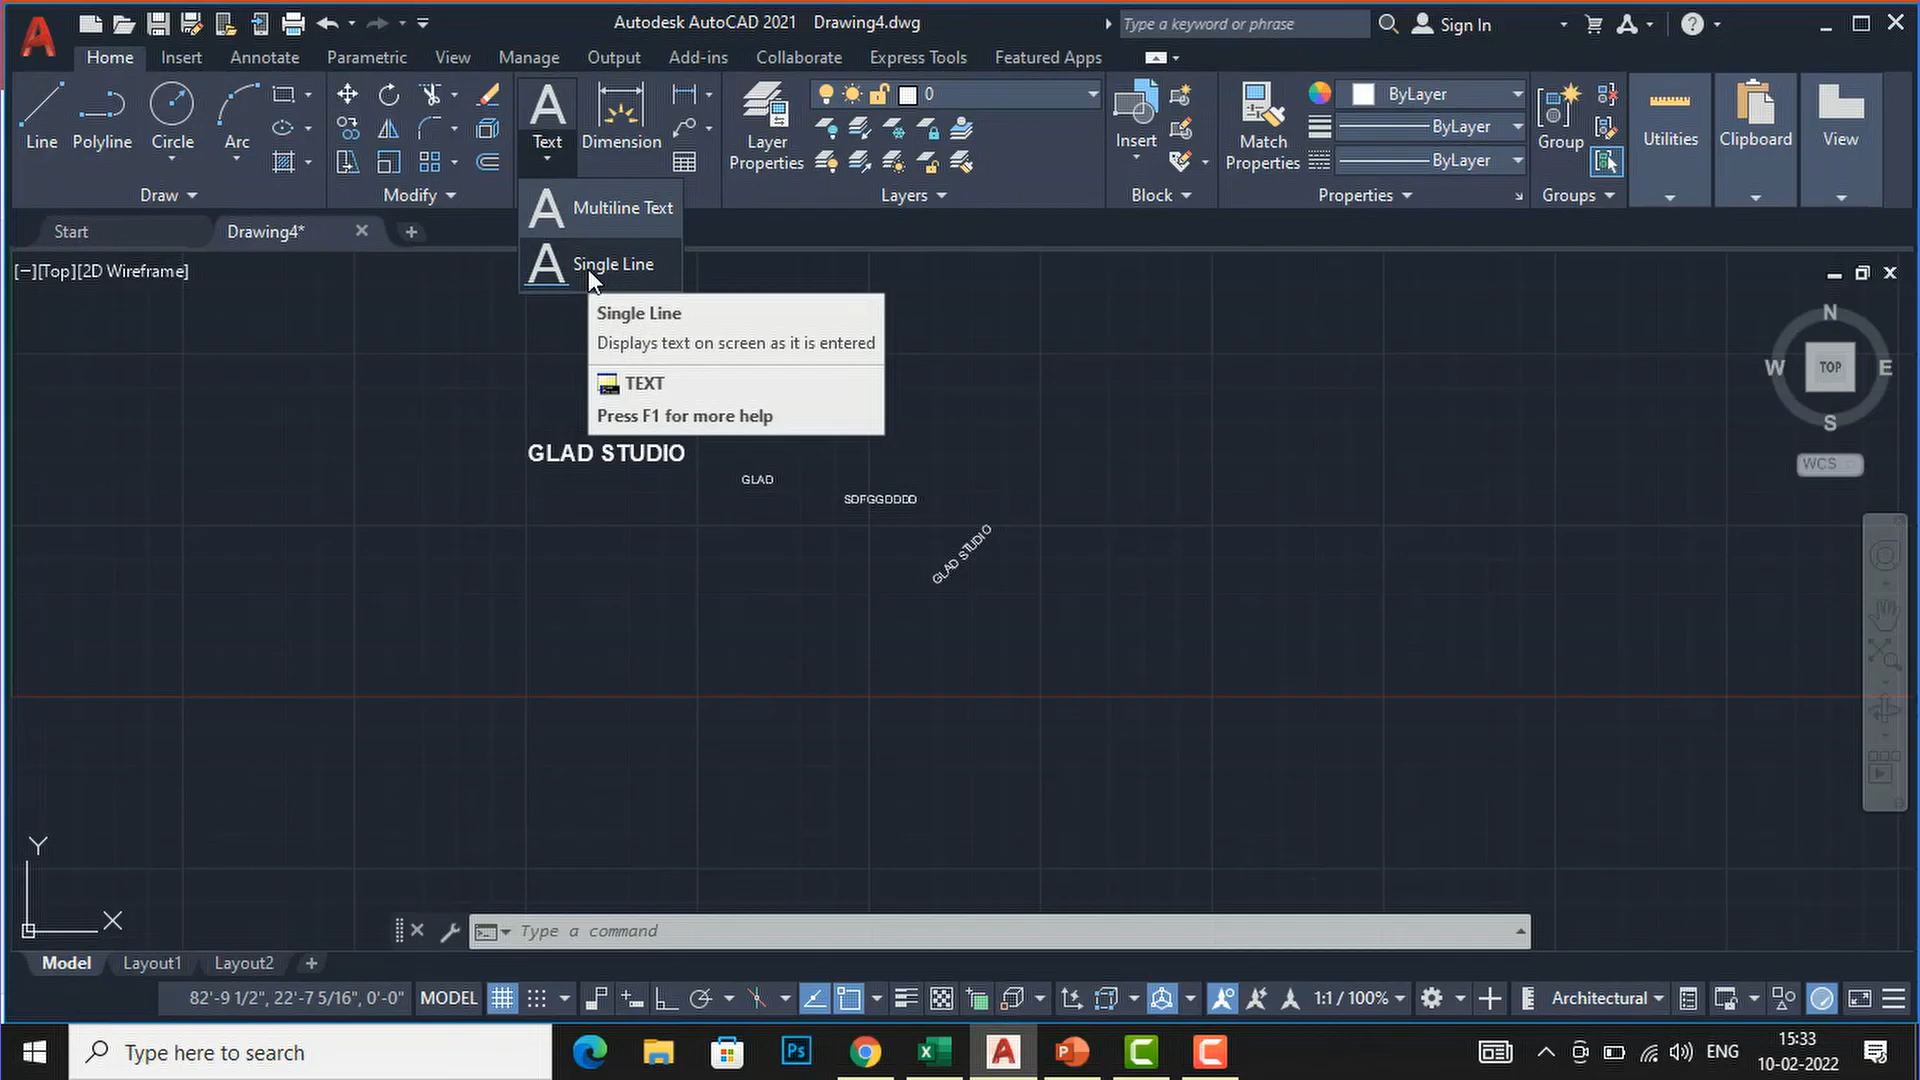 Autodesk AutoCAD 2021 Drawing4.dwg
Type a keyword or phrase
Sign In
Home Insert Annotate Parametric View Manage Output Add-ins Collaborate Express Tools Featured Apps
Line Polyline Circle Arc
Draw
Modify
Text Dimension
Layer
Properties
0
Layers
Insert
Block
Match
Properties
ByLayer
ByLayer
ByLayer
Properties
Group
Groups
Utilities
Clipboard
View
Multiline Text
Single Line
Start Drawing4*
[−][Top][2D Wireframe]
Single Line
Displays text on screen as it is entered
TEXT
Press F1 for more help
GLAD STUDIO
GLAD
SDFGGDDDD
GLAD STUDIO
N
W TOP E
S
WCS
Y
X
Type a command
Model Layout1 Layout2
82'-9 1/2", 22'-7 5/16", 0'-0" MODEL 1:1 / 100% Architectural
Type here to search
Ps
ENG
15:33
10-02-2022